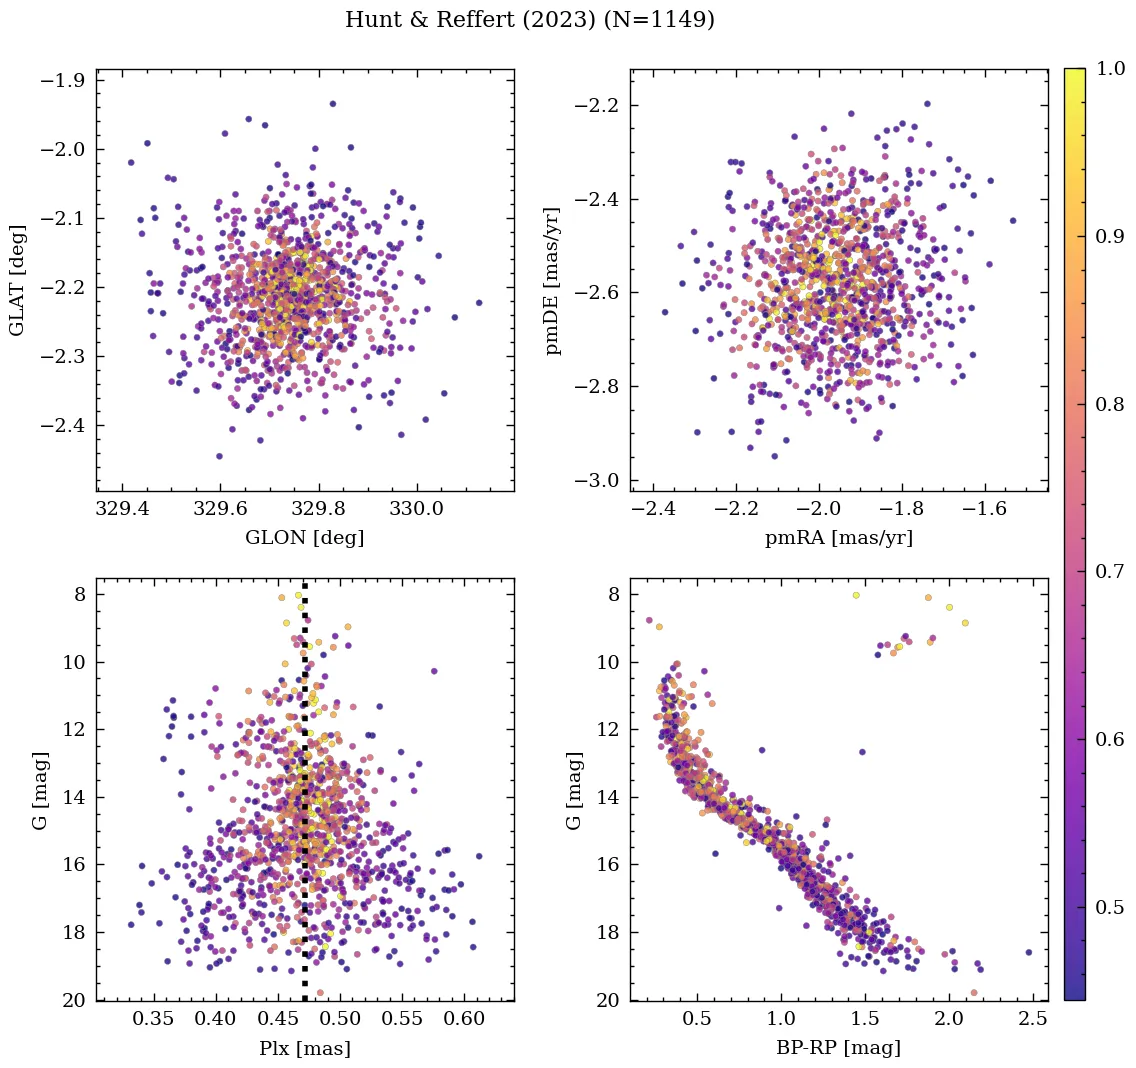 Hunt & Reffert (2023) (N=1149)
−1.9
−2.0
−2.1
−2.2
−2.3
−2.4
GLAT [deg]
329.4 329.6 329.8 330.0
GLON [deg]
−2.2
−2.4
−2.6
−2.8
−3.0
pmDE [mas/yr]
−2.4 −2.2 −2.0 −1.8 −1.6
pmRA [mas/yr]
1.0
0.9
0.8
0.7
0.6
0.5
8
10
12
14
16
18
20
G [mag]
0.35 0.40 0.45 0.50 0.55 0.60
Plx [mas]
8
10
12
14
16
18
20
G [mag]
0.5 1.0 1.5 2.0 2.5
BP-RP [mag]